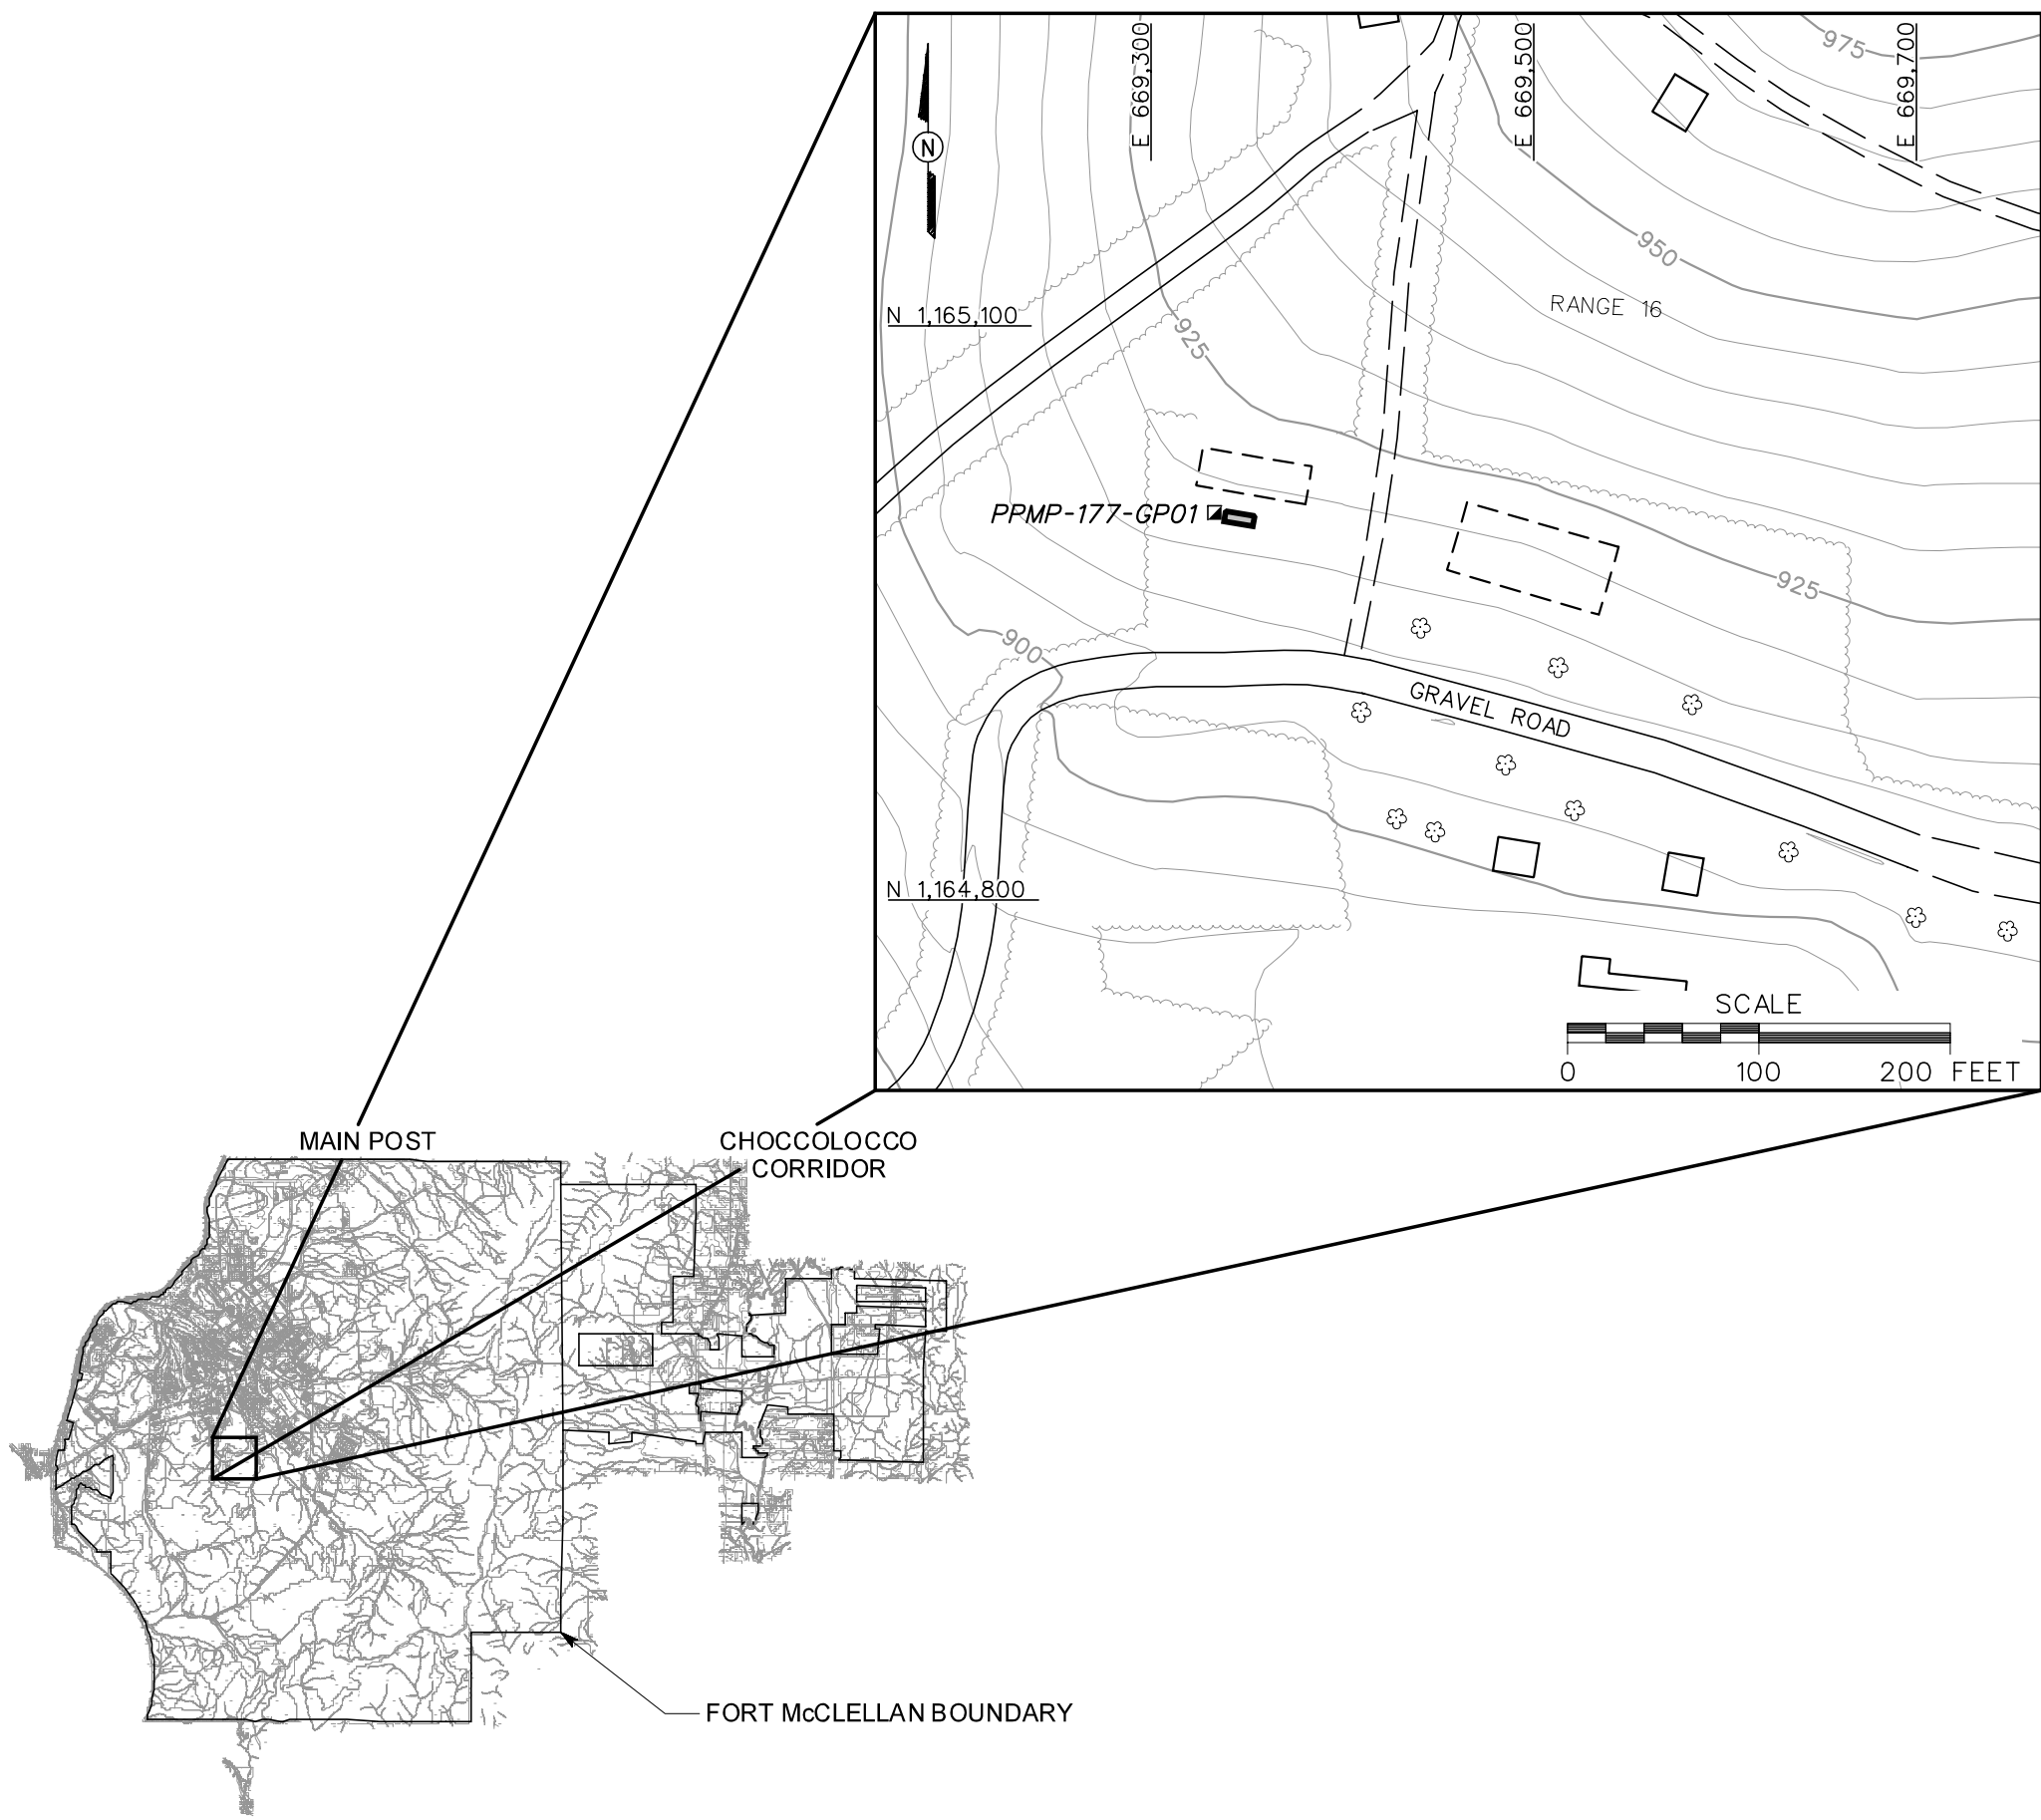 E 669,300
E 669,500
E 669,700
975
N
950
RANGE 16
N 1,165,100
925
PPMP-177-GP01
925
900
GRAVEL ROAD
N 1,164,800
SCALE
0 100 200 FEET
MAIN POST
CHOCCOLOCCO
CORRIDOR
FORT McCLELLAN BOUNDARY